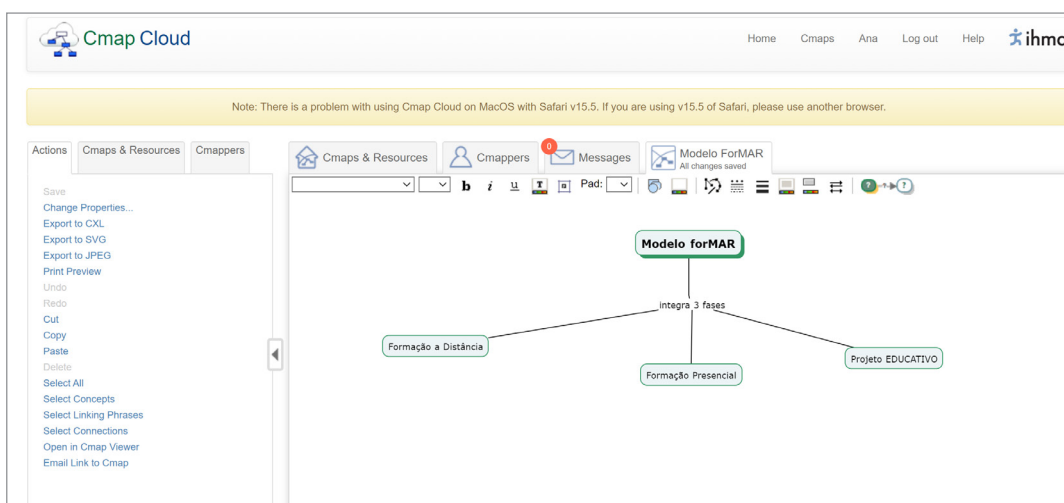 Cmap Cloud
Home Cmaps Ana Log out Help ihmc
Note: There is a problem with using Cmap Cloud on MacOS with Safari v15.5. If you are using v15.5 of Safari, please use another browser.
Actions Cmaps & Resources Cmappers
Cmaps & Resources Cmappers 0 Messages Modelo ForMAR
All changes saved
b i u T a Pad:
? -?-> ?
Save
Change Properties...
Export to CXL
Export to SVG
Export to JPEG
Print Preview
Undo
Redo
Cut
Copy
Paste
Delete
Select All
Select Concepts
Select Linking Phrases
Select Connections
Open in Cmap Viewer
Email Link to Cmap
Modelo forMAR
integra 3 fases
Formação a Distância
Formação Presencial
Projeto EDUCATIVO